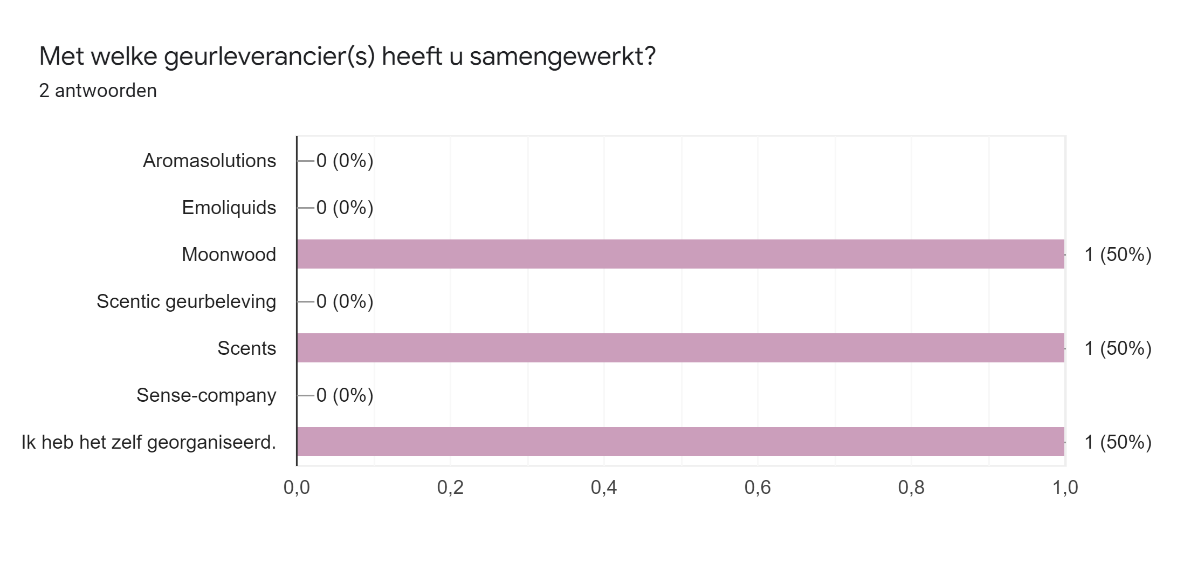 Met welke geurleverancier(s) heeft u samengewerkt?
2 antwoorden
Aromasolutions 0 (0%)
Emoliquids 0 (0%)
Moonwood 1 (50%)
Scentic geurbeleving 0 (0%)
Scents 1 (50%)
Sense-company 0 (0%)
Ik heb het zelf georganiseerd. 1 (50%)
0,0 0,2 0,4 0,6 0,8 1,0